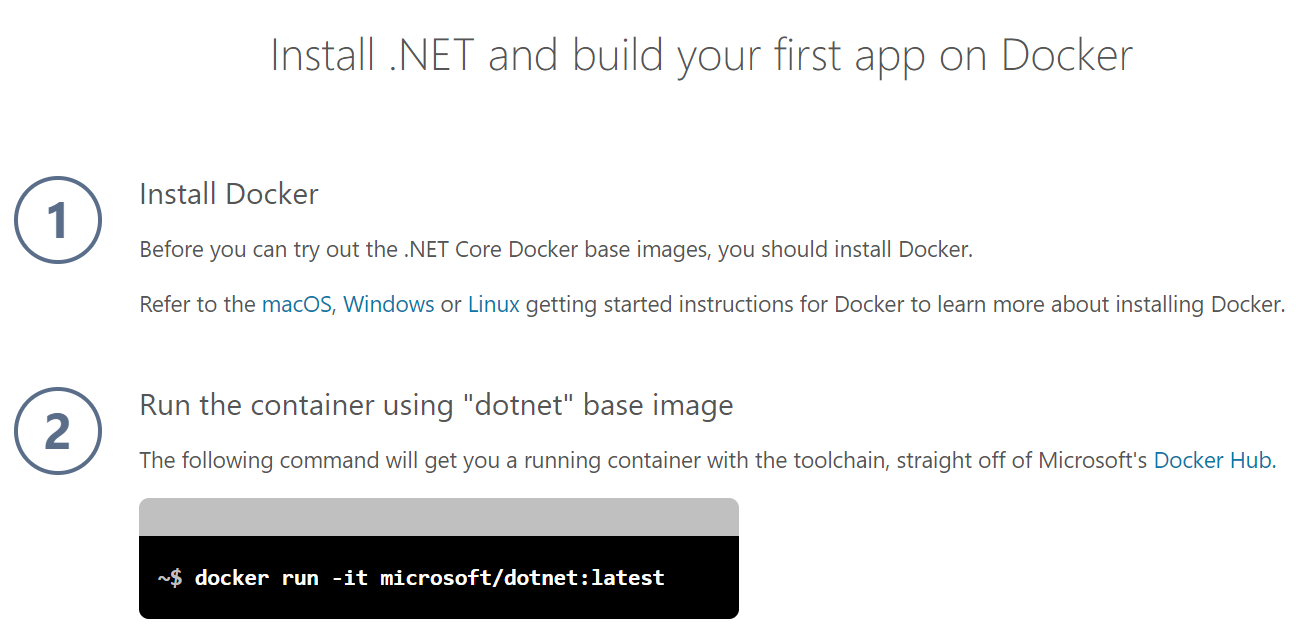 Install .NET and build your first app on Docker
1
Install Docker
Before you can try out the .NET Core Docker base images, you should install Docker.
Refer to the macOS, Windows or Linux getting started instructions for Docker to learn more about installing Docker.
2
Run the container using "dotnet" base image
The following command will get you a running container with the toolchain, straight off of Microsoft's Docker Hub.
~$ docker run -it microsoft/dotnet:latest